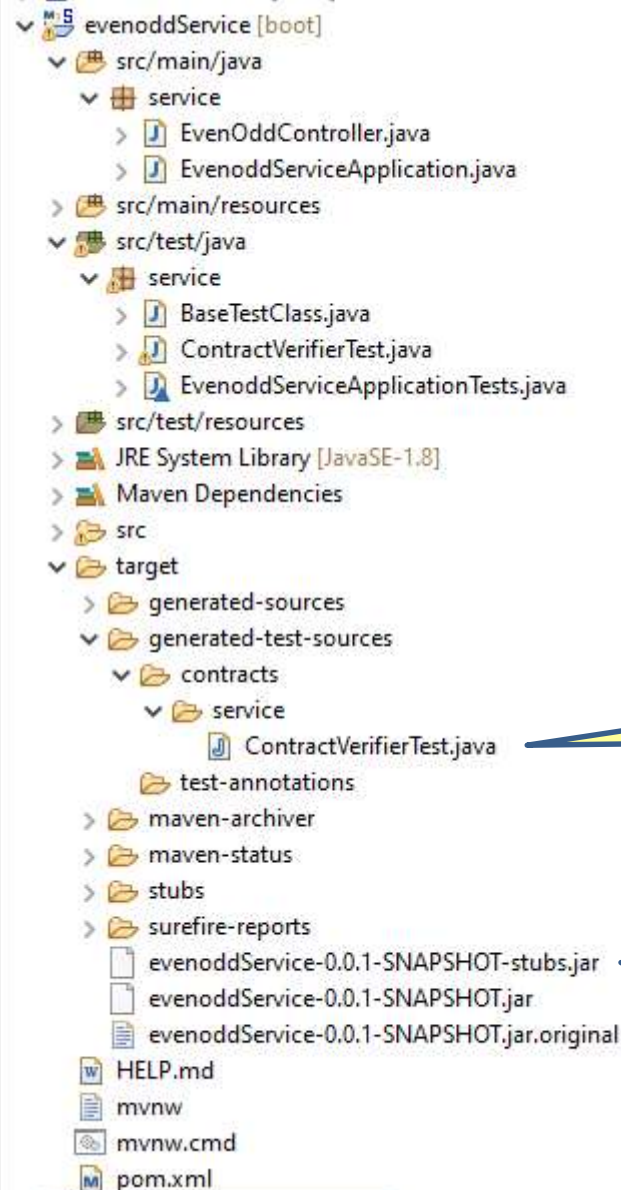 evenoddService [boot]
src/main/java
service
EvenOddController.java
EvenoddServiceApplication.java
src/main/resources
src/test/java
service
BaseTestClass.java
ContractVerifierTest.java
EvenoddServiceApplicationTests.java
src/test/resources
JRE System Library [JavaSE-1.8]
Maven Dependencies
src
target
generated-sources
generated-test-sources
contracts
service
ContractVerifierTest.java
test-annotations
maven-archiver
maven-status
stubs
surefire-reports
evenoddService-0.0.1-SNAPSHOT-stubs.jar
evenoddService-0.0.1-SNAPSHOT.jar
evenoddService-0.0.1-SNAPSHOT.jar.original
HELP.md
mvnw
mvnw.cmd
pom.xml